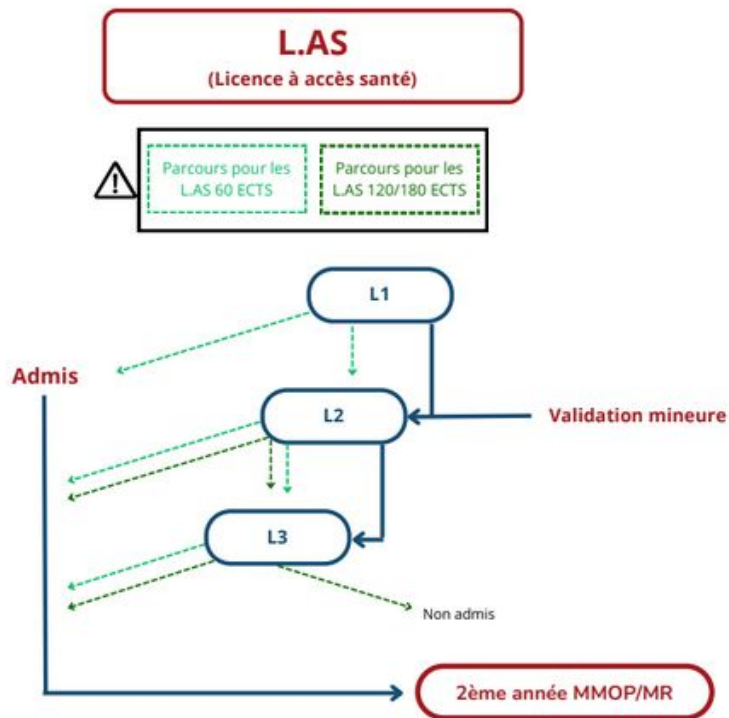 L.AS
(Licence à accès santé)
Parcours pour les
L.AS 60 ECTS
Parcours pour les
L.AS 120/180 ECTS
L1
Admis
L2
Validation mineure
L3
Non admis
2ème année MMOP/MR